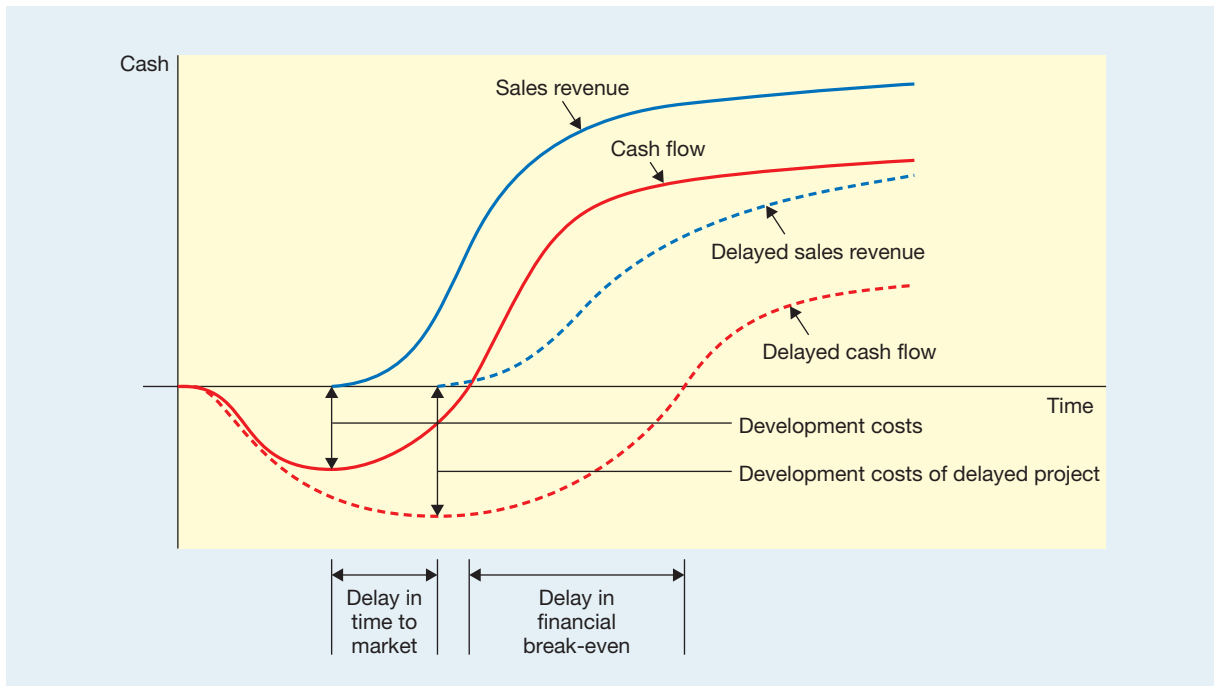 Cash
Sales revenue
Cash flow
Delayed sales revenue
Delayed cash flow
Time
Development costs
Development costs of delayed project
Delay in
time to
market
Delay in
financial
break-even